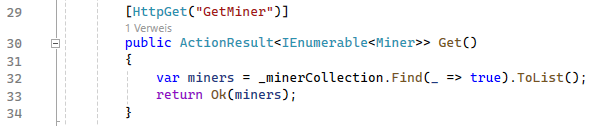 29 [HttpGet("GetMiner")]
1 Verweis
30 public ActionResult<IEnumerable<Miner>> Get()
31 {
32 var miners = _minerCollection.Find(_ => true).ToList();
33 return Ok(miners);
34 }